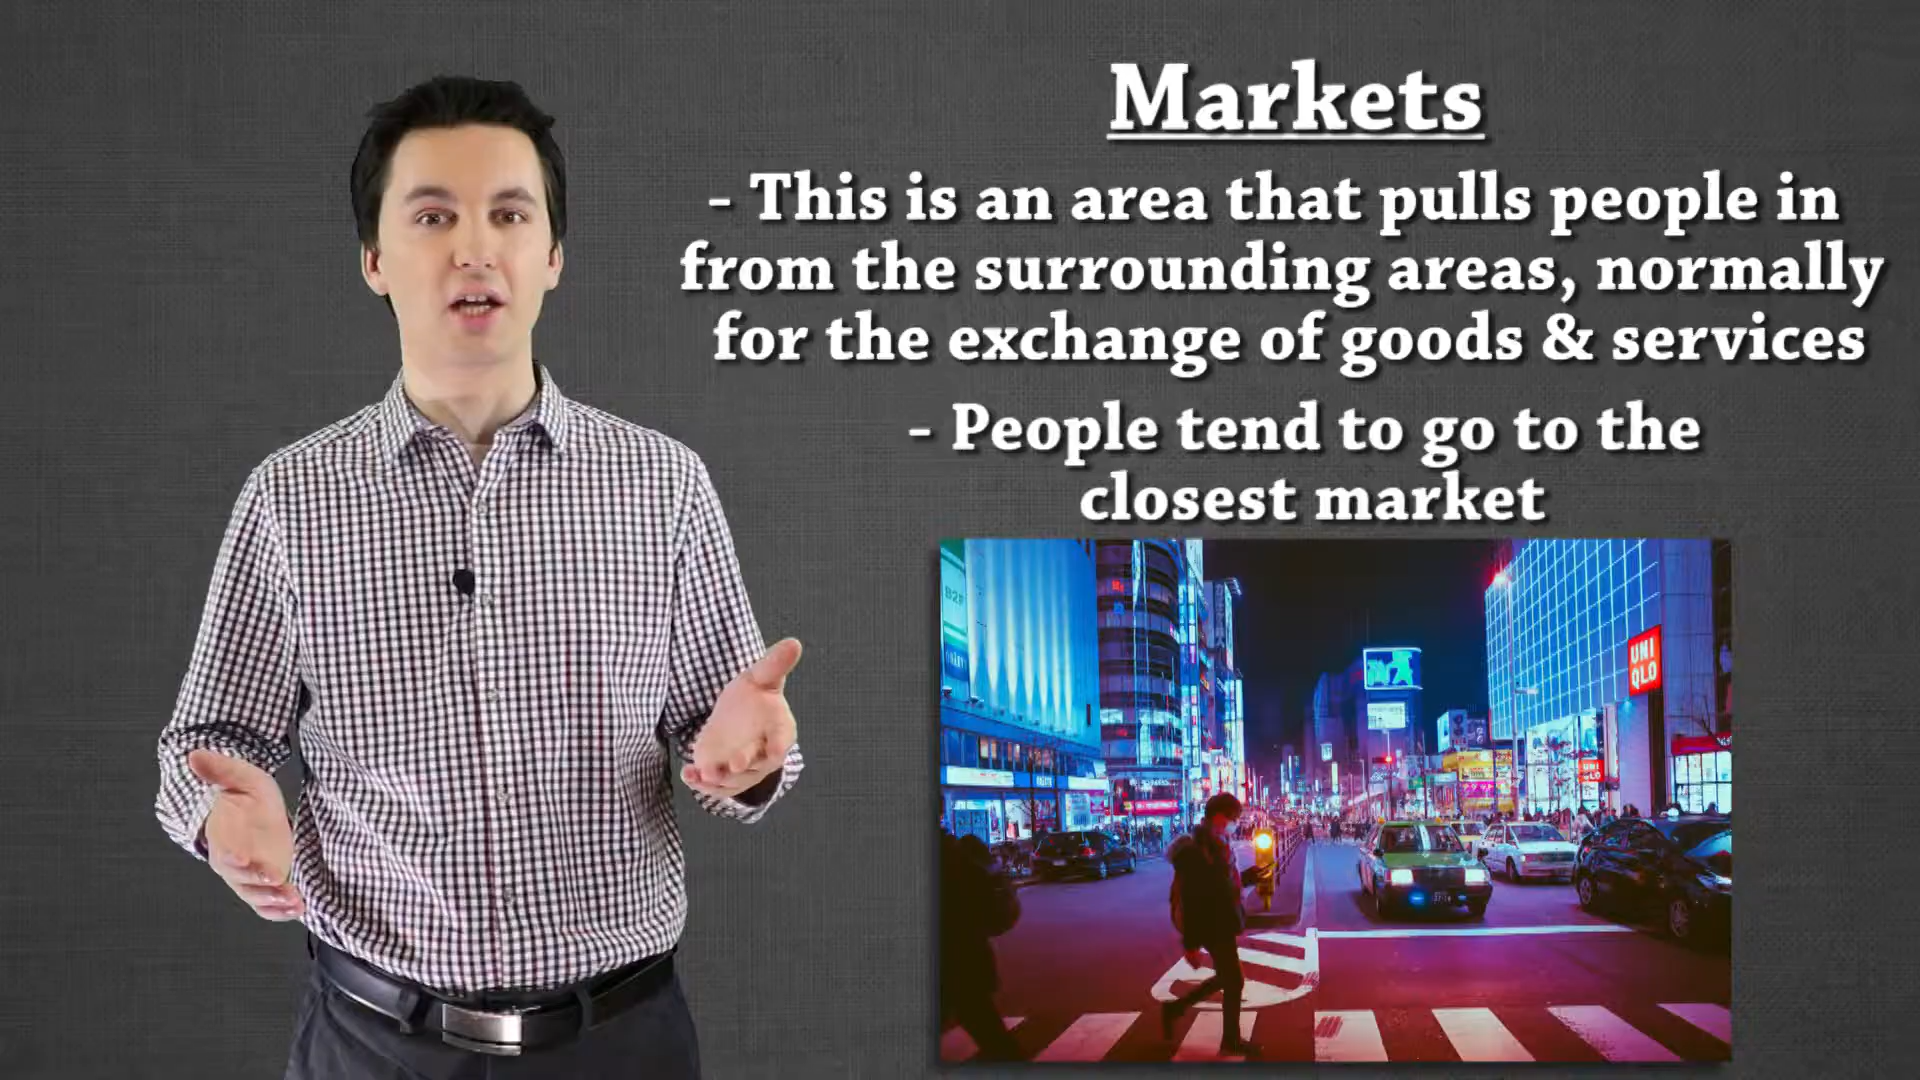 Markets
- This is an area that pulls people in
from the surrounding areas, normally
for the exchange of goods & services
- People tend to go to the
closest market
UNI
QLO